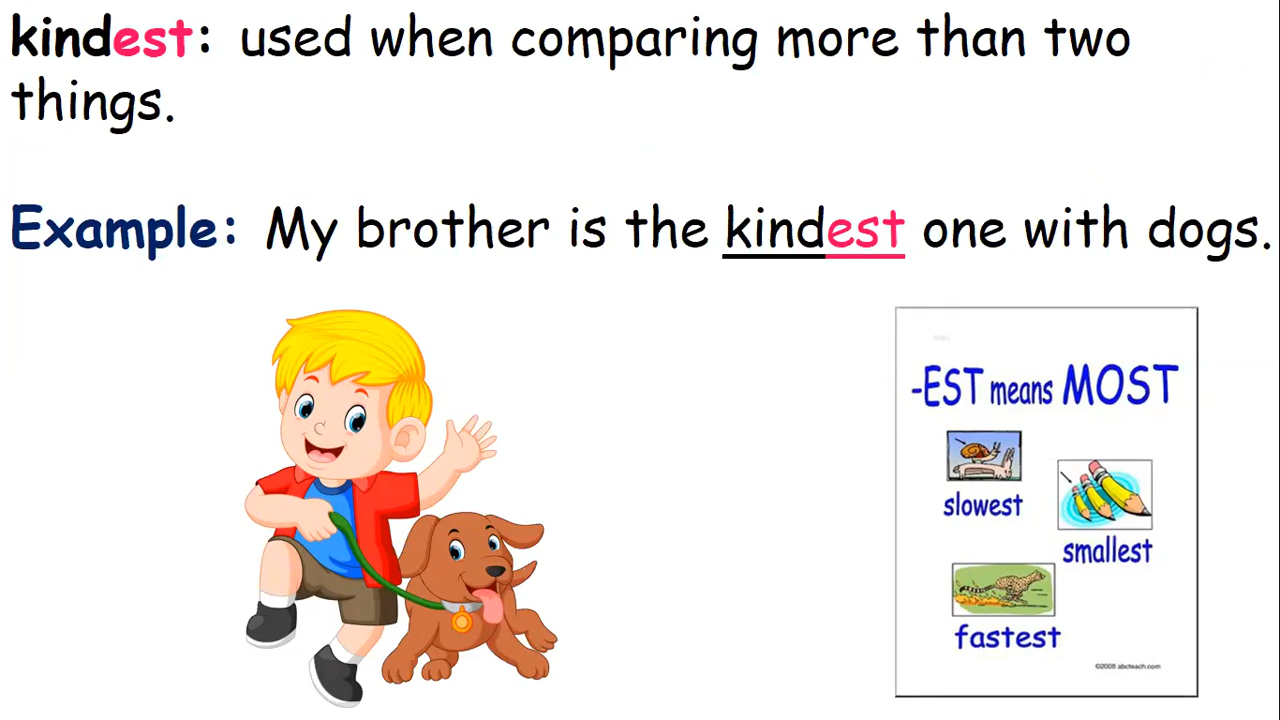 kindest: used when comparing more than two
things.
Example: My brother is the kindest one with dogs.
-EST means MOST
slowest
smallest
fastest
©2008 abcteach.com